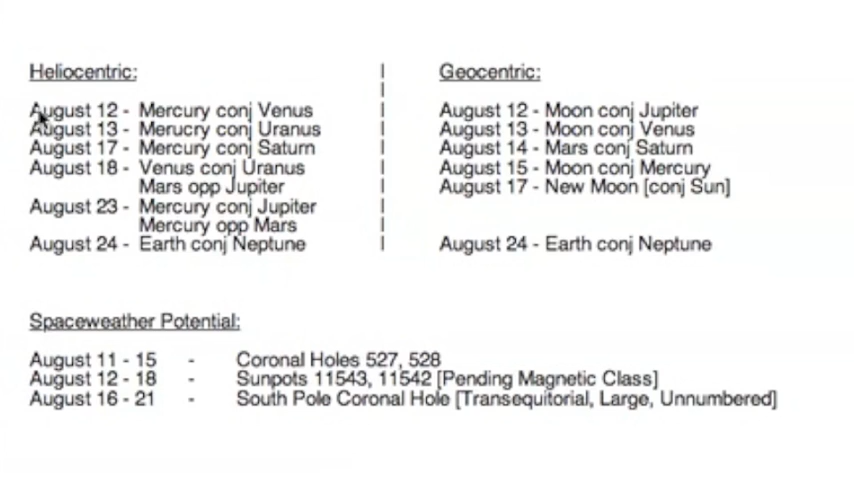 Heliocentric:
August 12 - Mercury conj Venus
August 13 - Merucry conj Uranus
August 17 - Mercury conj Saturn
August 18 - Venus conj Uranus
Mars opp Jupiter
August 23 - Mercury conj Jupiter
Mercury opp Mars
August 24 - Earth conj Neptune
Geocentric:
August 12 - Moon conj Jupiter
August 13 - Moon conj Venus
August 14 - Mars conj Saturn
August 15 - Moon conj Mercury
August 17 - New Moon [conj Sun]
August 24 - Earth conj Neptune
Spaceweather Potential:
August 11 - 15 - Coronal Holes 527, 528
August 12 - 18 - Sunpots 11543, 11542 [Pending Magnetic Class]
August 16 - 21 - South Pole Coronal Hole [Transequitorial, Large, Unnumbered]